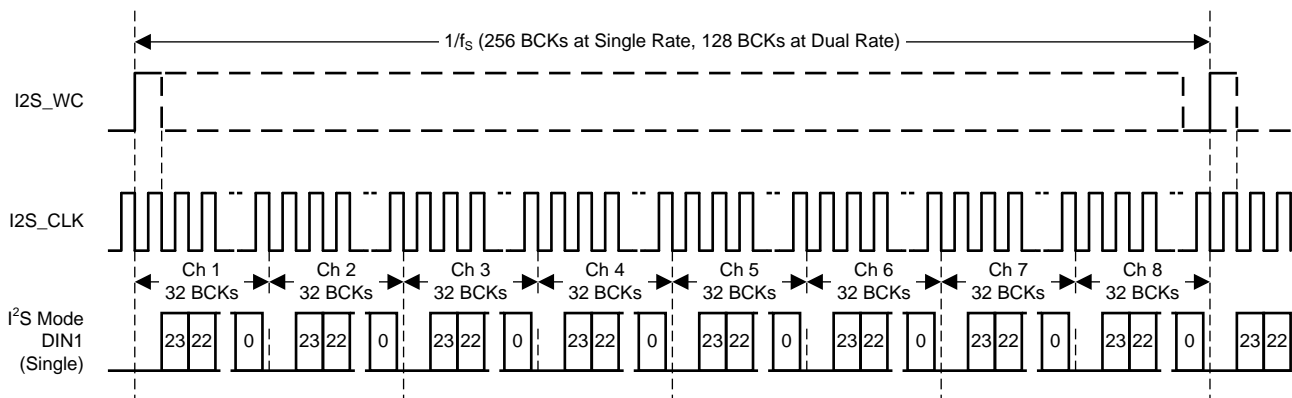 1/fS (256 BCKs at Single Rate, 128 BCKs at Dual Rate)
I2S_WC
I2S_CLK
Ch 1 Ch 2 Ch 3 Ch 4 Ch 5 Ch 6 Ch 7 Ch 8
32 BCKs 32 BCKs 32 BCKs 32 BCKs 32 BCKs 32 BCKs 32 BCKs 32 BCKs
I²S Mode
DIN1
(Single)
23 22 0 23 22 0 23 22 0 23 22 0 23 22 0 23 22 0 23 22 0 23 22 0 23 22